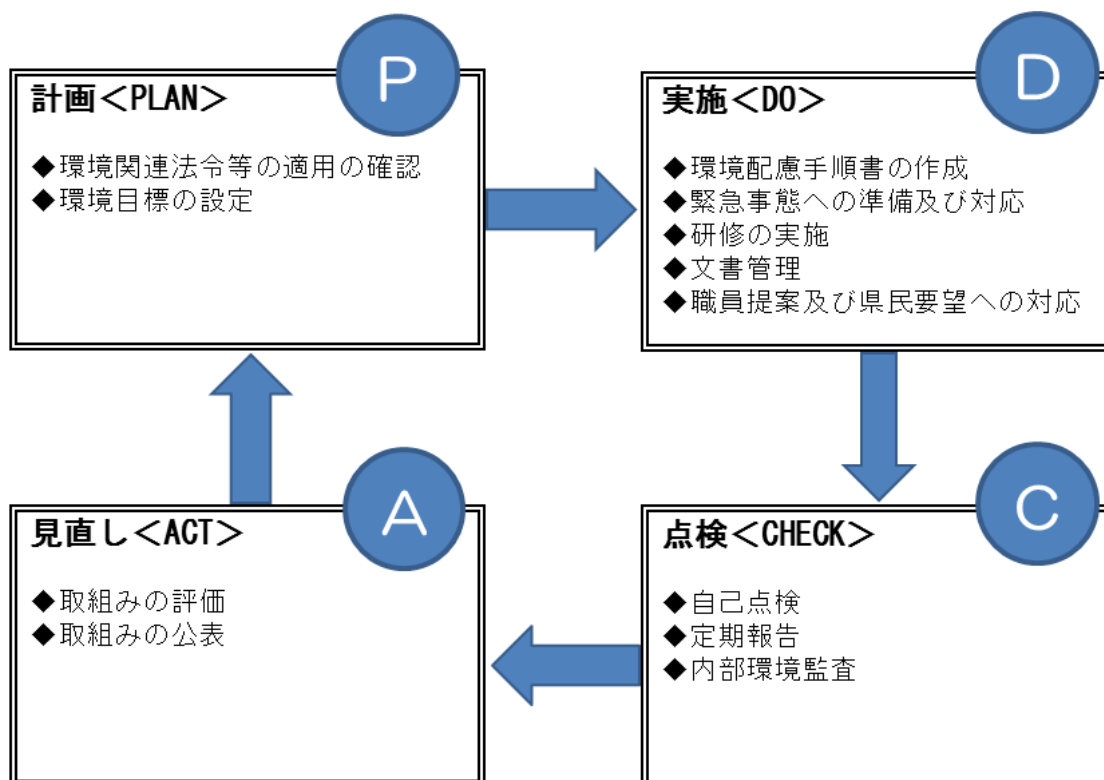 P
計画＜PLAN＞
◆環境関連法令等の適用の確認
◆環境目標の設定
D
実施＜DO＞
◆環境配慮手順書の作成
◆緊急事態への準備及び対応
◆研修の実施
◆文書管理
◆職員提案及び県民要望への対応
A
見直し＜ACT＞
◆取組みの評価
◆取組みの公表
C
点検＜CHECK＞
◆自己点検
◆定期報告
◆内部環境監査